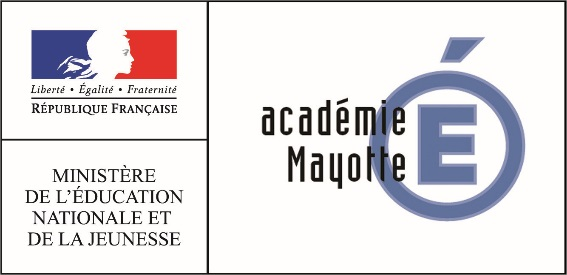 Liberté • Égalité • Fraternité
RÉPUBLIQUE FRANÇAISE
MINISTÈRE
DE L'ÉDUCATION
NATIONALE ET
DE LA JEUNESSE
académie
Mayotte
É